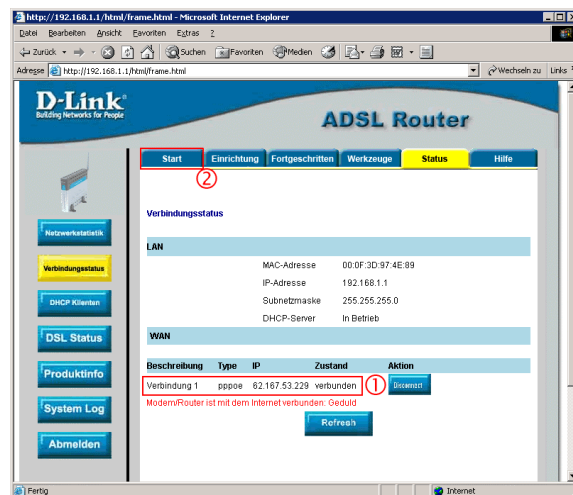 http://192.168.1.1/html/frame.html - Microsoft Internet Explorer
Datei Bearbeiten Ansicht Favoriten Extras ?
Zurück Suchen Favoriten Medien
Adresse http://192.168.1.1/html/frame.html Wechseln zu Links
D-Link
Building Networks for People
ADSL Router
Start Einrichtung Fortgeschritten Werkzeuge Status Hilfe
2
Verbindungsstatus
Netzwerkstatistik
LAN
Verbindungsstatus
MAC-Adresse 00:0F:3D:97:4E:89
IP-Adresse 192.168.1.1
Subnetzmaske 255.255.255.0
DHCP-Server In Betrieb
DHCP Klienten
DSL Status
WAN
Produktinfo
Beschreibung Type IP Zustand Aktion
Verbindung 1 pppoe 62.167.53.229 verbunden 1 Disconnect
Modem/Router ist mit dem Internet verbunden: Geduld
System Log
Refresh
Abmelden
Fertig Internet